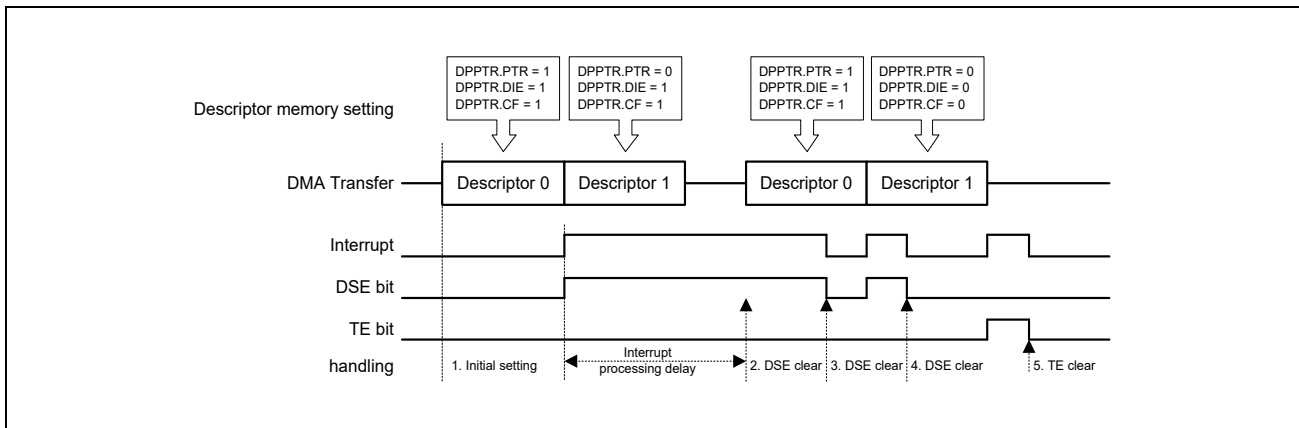 DPPTR.PTR = 1
DPPTR.DIE = 1
DPPTR.CF = 1
DPPTR.PTR = 0
DPPTR.DIE = 1
DPPTR.CF = 1
DPPTR.PTR = 1
DPPTR.DIE = 1
DPPTR.CF = 1
DPPTR.PTR = 0
DPPTR.DIE = 0
DPPTR.CF = 0
Descriptor memory setting
DMA Transfer
Descriptor 0
Descriptor 1
Descriptor 0
Descriptor 1
Interrupt
DSE bit
TE bit
handling
1. Initial setting
Interrupt
processing delay
2. DSE clear
3. DSE clear
4. DSE clear
5. TE clear